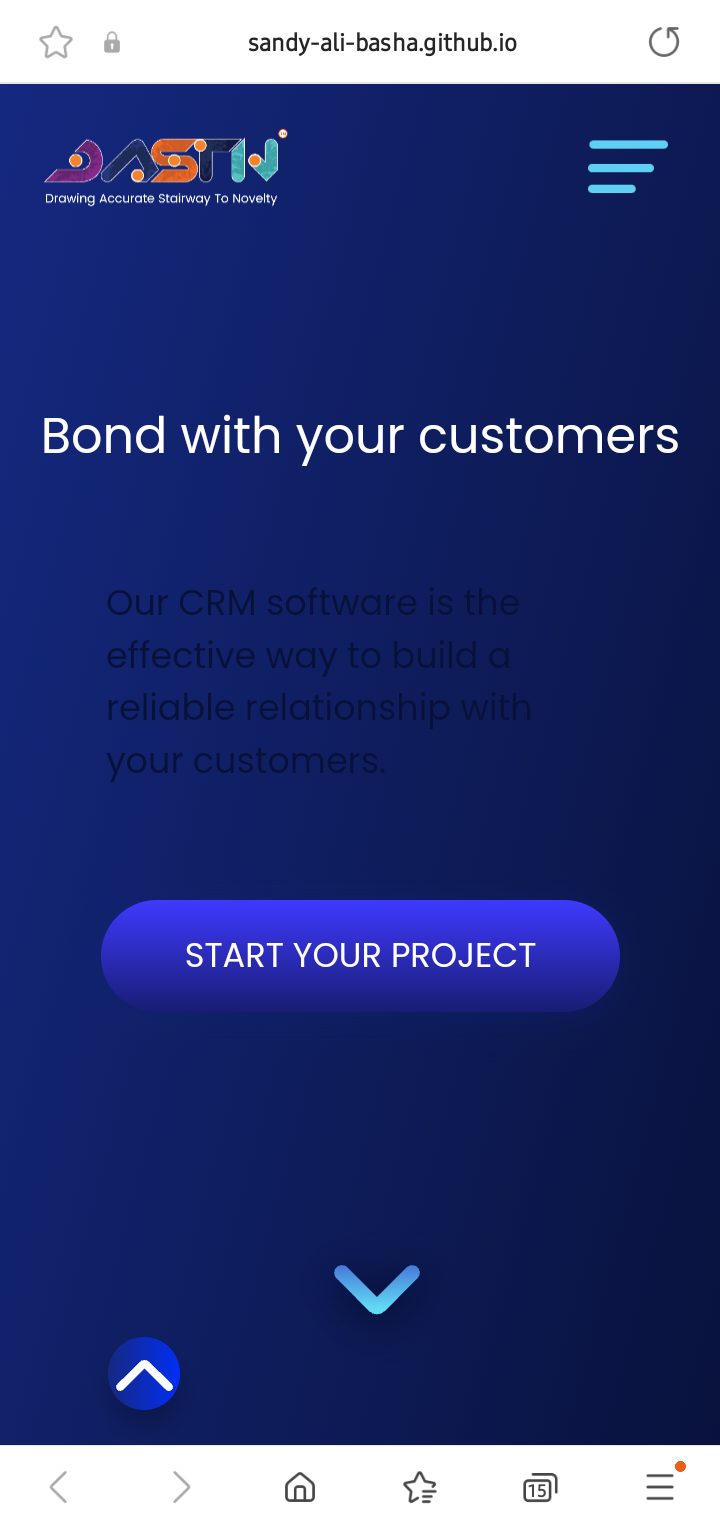 sandy-ali-basha.github.io
DASTN
Drawing Accurate Stairway To Novelty
Bond with your customers
Our CRM software is the
effective way to build a
reliable relationship with
your customers.
START YOUR PROJECT
15